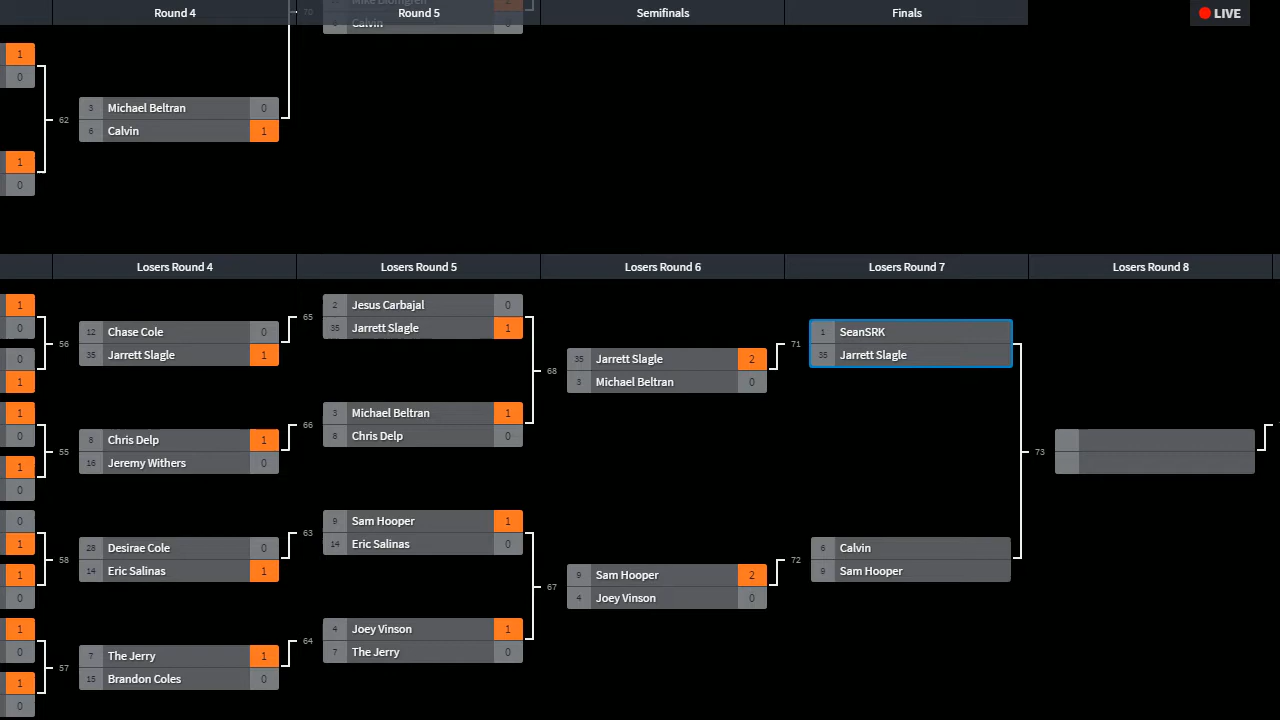 Round 4
Round 5
Semifinals
Finals
LIVE
70
Mike Blomgren
Calvin 0
1
0
62
3 Michael Beltran 0
6 Calvin 1
1
0
Losers Round 4
Losers Round 5
Losers Round 6
Losers Round 7
Losers Round 8
1
0
0
1
56
12 Chase Cole 0
35 Jarrett Slagle 1
65
2 Jesus Carbajal 0
35 Jarrett Slagle 1
1
0
1
0
55
8 Chris Delp 1
16 Jeremy Withers 0
66
3 Michael Beltran 1
8 Chris Delp 0
68
35 Jarrett Slagle 2
3 Michael Beltran 0
71
1 SeanSRK
35 Jarrett Slagle
73
0
1
1
0
58
28 Desirae Cole 0
14 Eric Salinas 1
63
9 Sam Hooper 1
14 Eric Salinas 0
1
0
1
0
57
7 The Jerry 1
15 Brandon Coles 0
64
4 Joey Vinson 1
7 The Jerry 0
67
9 Sam Hooper 2
4 Joey Vinson 0
72
6 Calvin
9 Sam Hooper